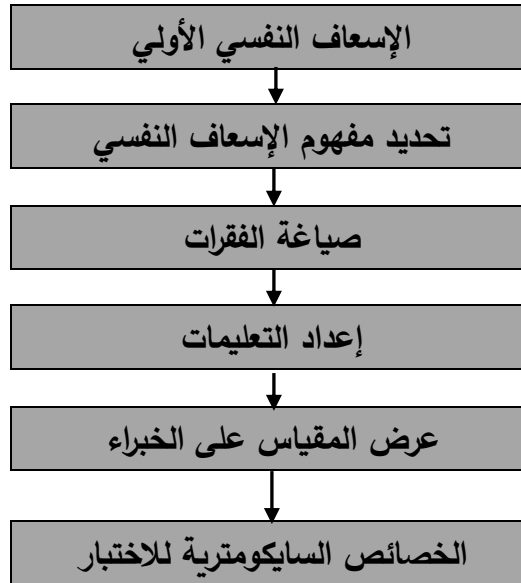 الإسعاف النفسي الأولي
تحديد مفهوم الإسعاف النفسي
صياغة الفقرات
إعداد التعليمات
عرض المقياس على الخبراء
الخصائص السايكومترية للاختبار